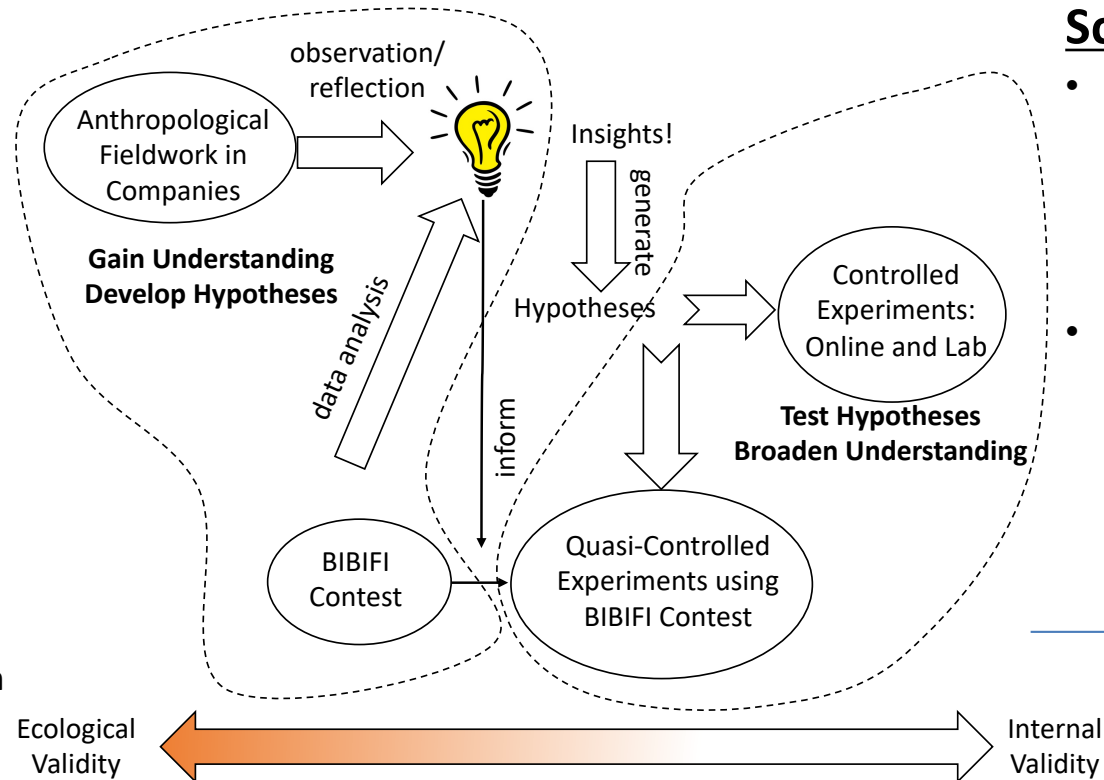 observation/
reflection
Anthropological
Fieldwork in
Companies
Gain Understanding
Develop Hypotheses
data analysis
Insights!
generate
Hypotheses
inform
Controlled
Experiments:
Online and Lab
Test Hypotheses
Broaden Understanding
BIBIFI
Contest
Quasi-Controlled
Experiments using
BIBIFI Contest
Ecological
Validity
Internal
Validity